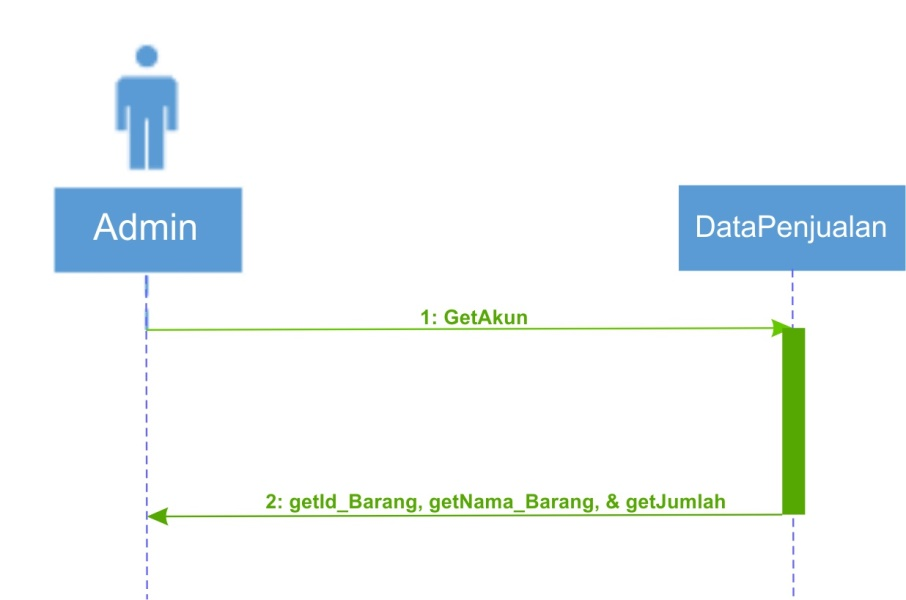 Admin
DataPenjualan
1: GetAkun
2: getId_Barang, getNama_Barang, & getJumlah